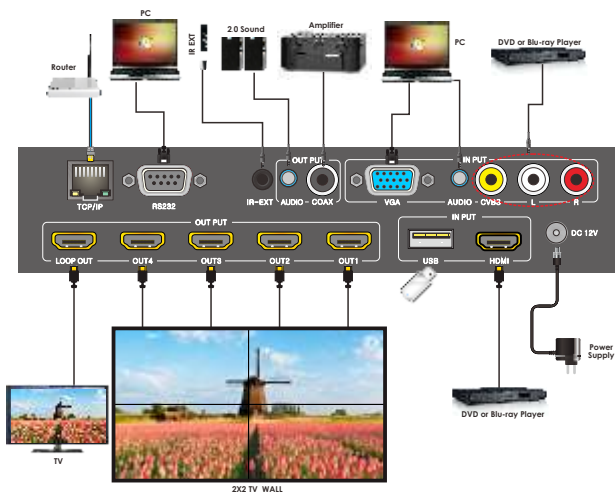 PC
IR EXT
2.0 Sound
Amplifier
PC
DVD or Blu-ray Player
Router
OUT PUT
IN PUT
TCP/IP
RS232
IR-EXT
AUDIO
COAX
VGA
AUDIO
CVBS
L
R
OUT PUT
IN PUT
DC 12V
LOOP OUT
OUT4
OUT3
OUT2
OUT1
USB
HDMI
Power
Supply
DVD or Blu-ray Player
TV
2X2 TV WALL